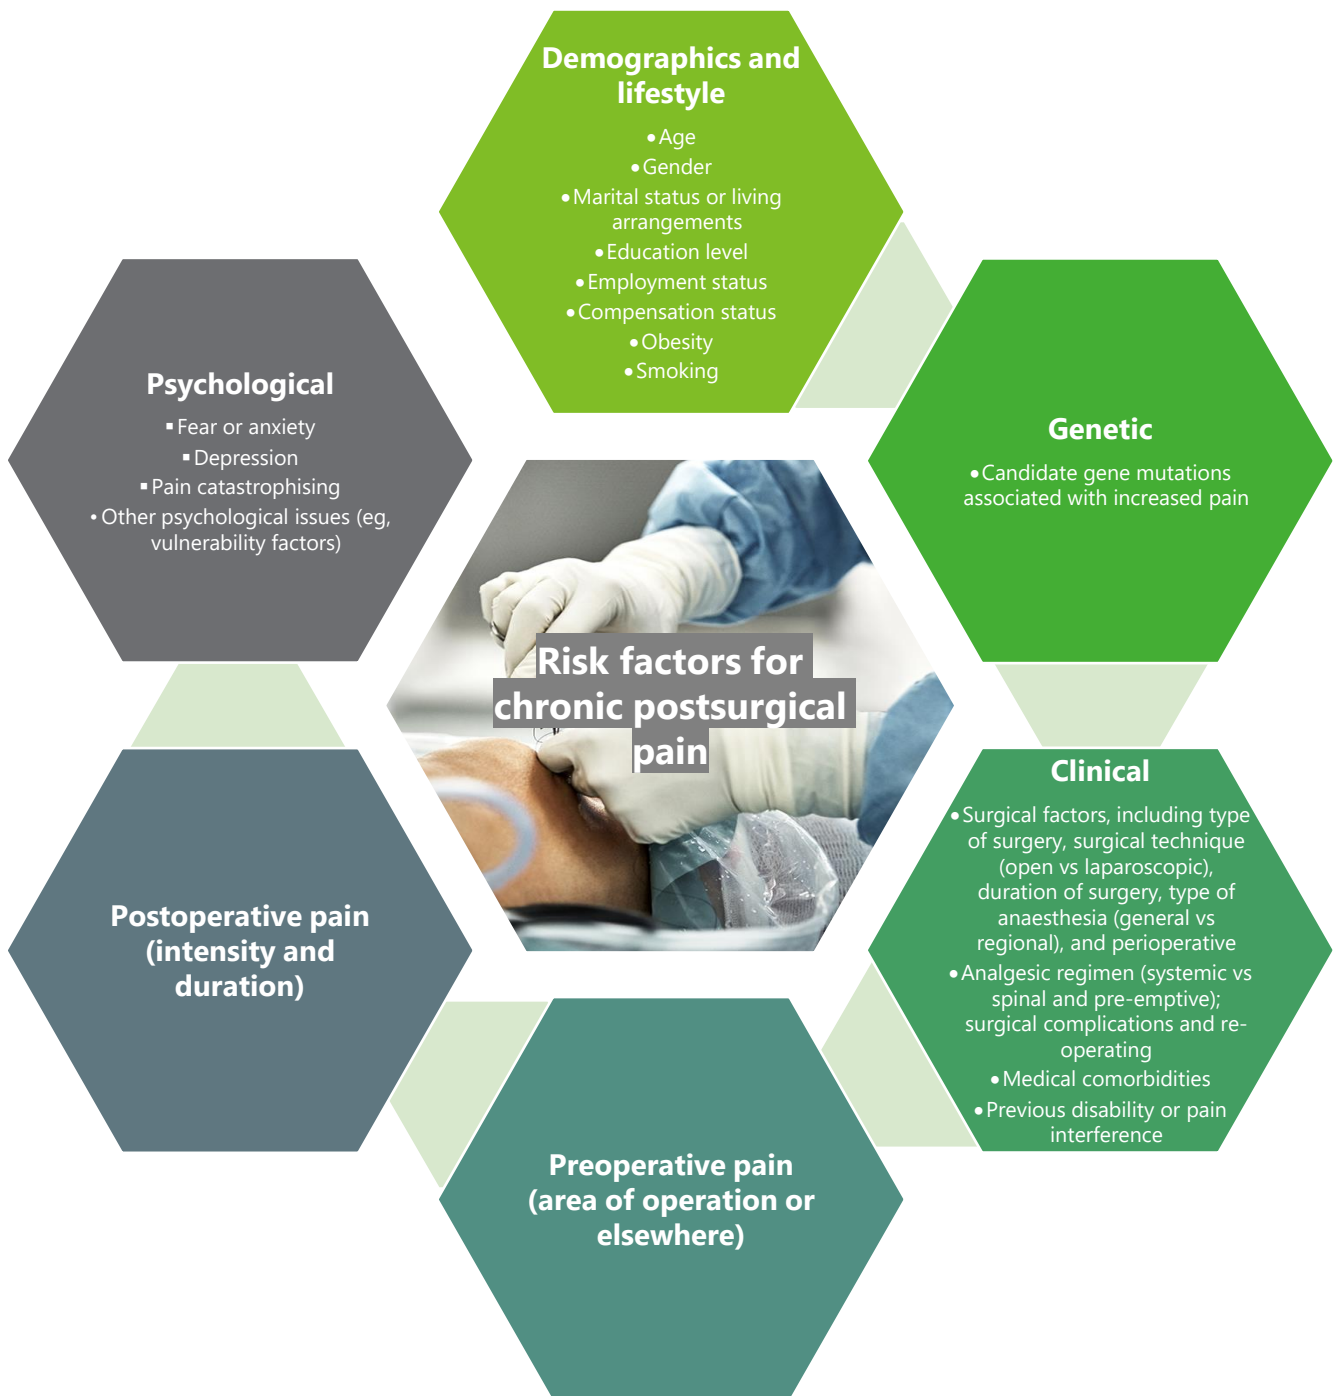 Demographics and
lifestyle
•Age
•Gender
•Marital status or living
arrangements
•Education level
•Employment status
•Compensation status
•Obesity
•Smoking
Genetic
•Candidate gene mutations
associated with increased pain
Clinical
•Surgical factors, including type
of surgery, surgical technique
(open vs laparoscopic),
duration of surgery, type of
anaesthesia (general vs
regional), and perioperative
•Analgesic regimen (systemic vs
spinal and pre-emptive);
surgical complications and re-
operating
•Medical comorbidities
•Previous disability or pain
interference
Preoperative pain
(area of operation or
elsewhere)
Postoperative pain
(intensity and
duration)
Psychological
▪Fear or anxiety
▪Depression
▪Pain catastrophising
• Other psychological issues (eg,
vulnerability factors)
Risk factors for
chronic postsurgical
pain